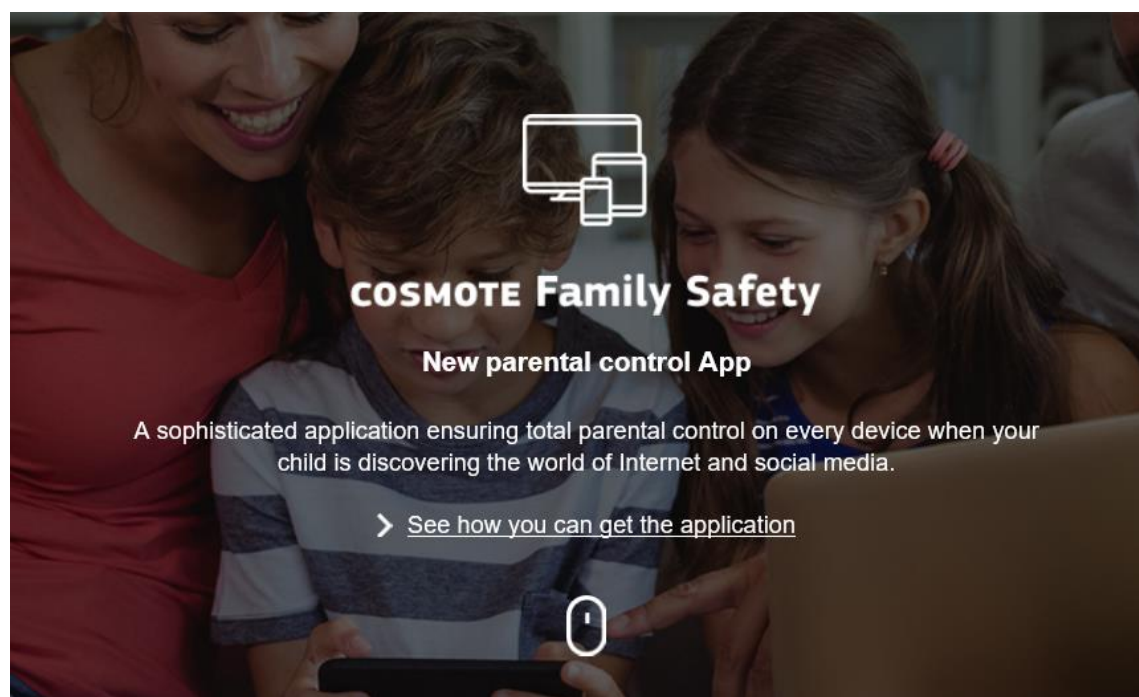 COSMOTE Family Safety
New parental control App
A sophisticated application ensuring total parental control on every device when your
child is discovering the world of Internet and social media.
See how you can get the application